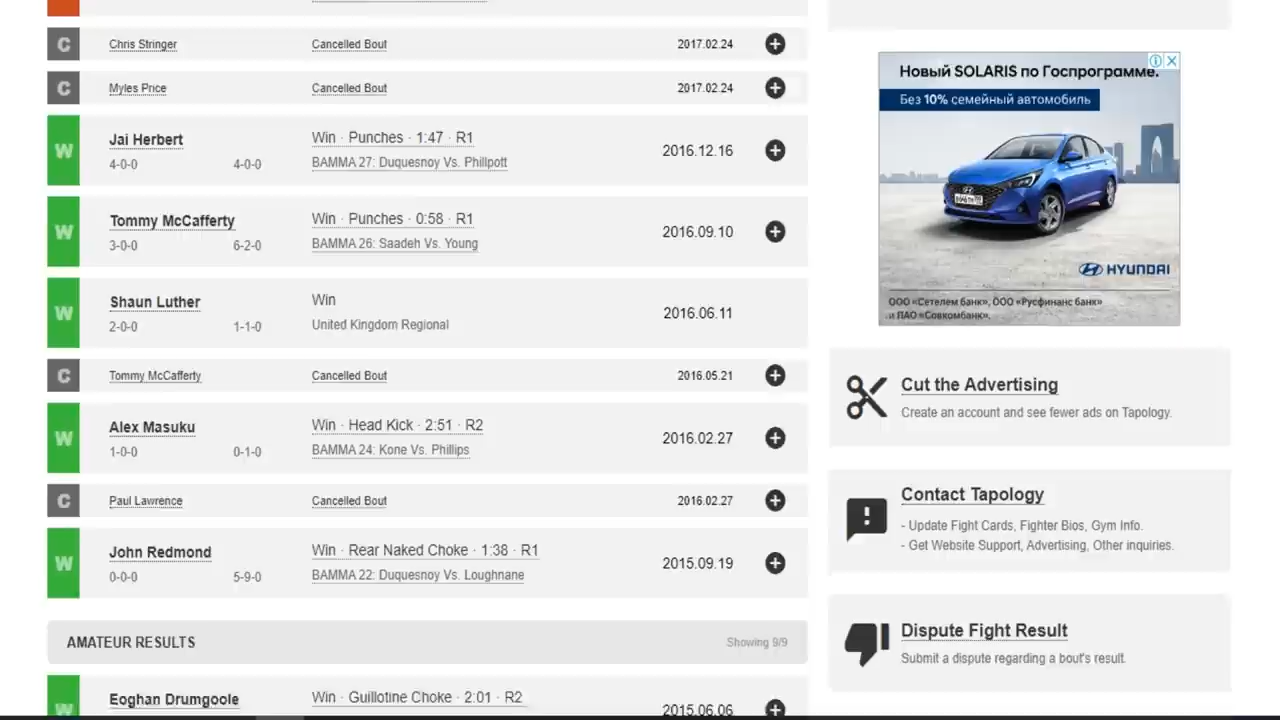 C Chris Stringer Cancelled Bout 2017.02.24
C Myles Price Cancelled Bout 2017.02.24
W Jai Herbert Win · Punches · 1:47 · R1 2016.12.16
4-0-0 4-0-0 BAMMA 27: Duquesnoy Vs. Philpott
W Tommy McCafferty Win · Punches · 0:58 · R1 2016.09.10
3-0-0 6-2-0 BAMMA 26: Saadeh Vs. Young
W Shaun Luther Win 2016.06.11
2-0-0 1-1-0 United Kingdom Regional
C Tommy McCafferty Cancelled Bout 2016.05.21
W Alex Masuku Win · Head Kick · 2:51 · R2 2016.02.27
1-0-0 0-1-0 BAMMA 24: Kone Vs. Phillips
C Paul Lawrence Cancelled Bout 2016.02.27
W John Redmond Win · Rear Naked Choke · 1:38 · R1 2015.09.19
0-0-0 5-9-0 BAMMA 22: Duquesnoy Vs. Loughnane
AMATEUR RESULTS Showing 9/9
W Eoghan Drumgoole Win · Guillotine Choke · 2:01 · R2 2015.06.06
Новый SOLARIS по Госпрограмме.
Без 10% семейный автомобиль
HYUNDAI
ООО «Сетелем банк», ООО «Русфинанс банк»
и ПАО «Совкомбанк».
Cut the Advertising
Create an account and see fewer ads on Tapology.
Contact Tapology
- Update Fight Cards, Fighter Bios, Gym Info.
- Get Website Support, Advertising, Other inquiries.
Dispute Fight Result
Submit a dispute regarding a bout's result.